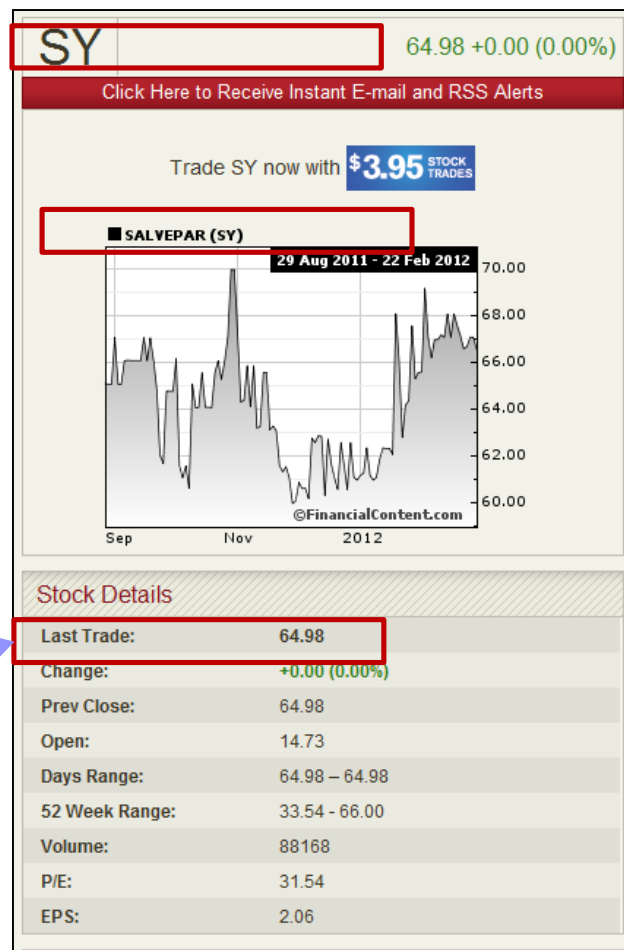 SY
64.98 +0.00 (0.00%)
Click Here to Receive Instant E-mail and RSS Alerts
Trade SY now with $3.95 STOCK TRADES
SALVEPAR (SY)
29 Aug 2011 - 22 Feb 2012
70.00
68.00
66.00
64.00
62.00
60.00
©FinancialContent.com
Sep Nov 2012
Stock Details
Last Trade: 64.98
Change: +0.00 (0.00%)
Prev Close: 64.98
Open: 14.73
Days Range: 64.98 – 64.98
52 Week Range: 33.54 - 66.00
Volume: 88168
P/E: 31.54
EPS: 2.06